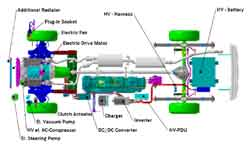 Additional Radiator
Plug-In Socket
Electric Fan
Electric Drive Motor
HV - Harness
HV - Battery
Clutch Actuator
El. Vacuum Pump
HV el. AC-Compressor
El. Steering Pump
Charger
DC/DC Converter
Inverter
HV-PDU